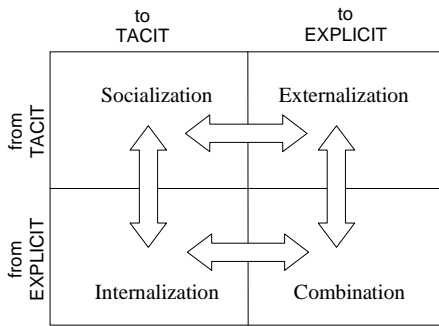 to
TACIT
to
EXPLICIT
from
TACIT
Socialization
Externalization
from
EXPLICIT
Internalization
Combination